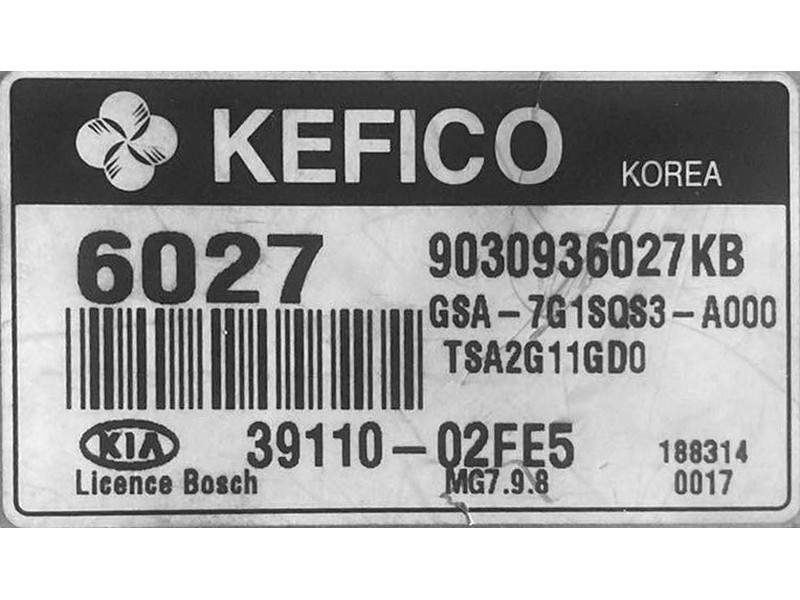 KEFICO KOREA
6027
9030936027KB
GSA-7G1SQS3-A000
TSA2G11GD0
KIA
39110-02FE5
188314
Licence Bosch
MG7.9.8
0017